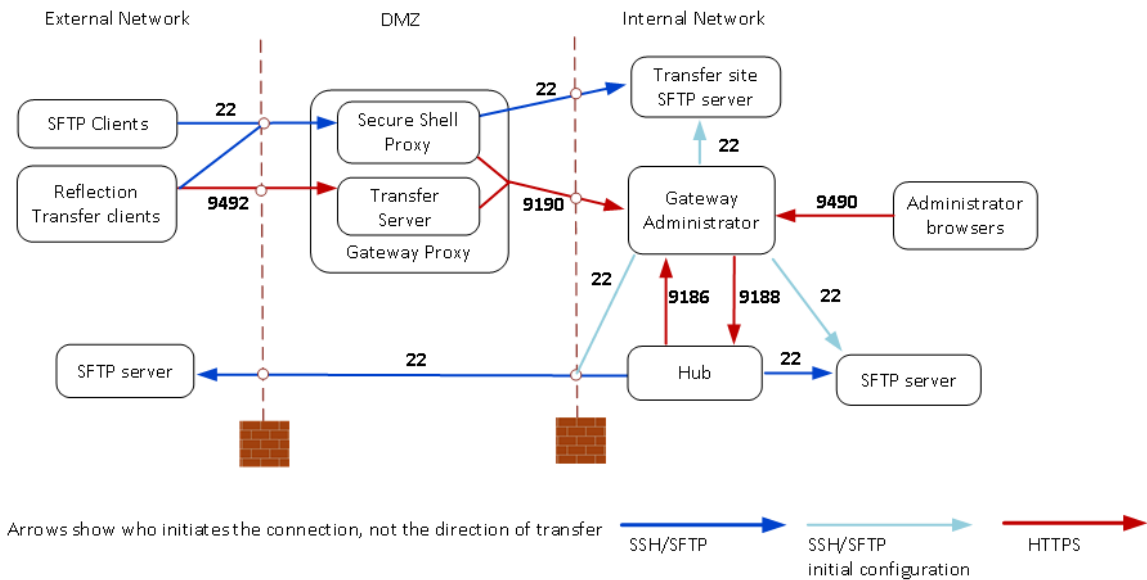 External Network
DMZ
Internal Network
SFTP Clients
22
Secure Shell
Proxy
22
Transfer site
SFTP server
22
Reflection
Transfer clients
9492
Transfer
Server
Gateway Proxy
9190
Gateway
Administrator
9490
Administrator
browsers
22
9186
9188
22
SFTP server
22
Hub
22
SFTP server
Arrows show who initiates the connection, not the direction of transfer
SSH/SFTP
SSH/SFTP
initial configuration
HTTPS